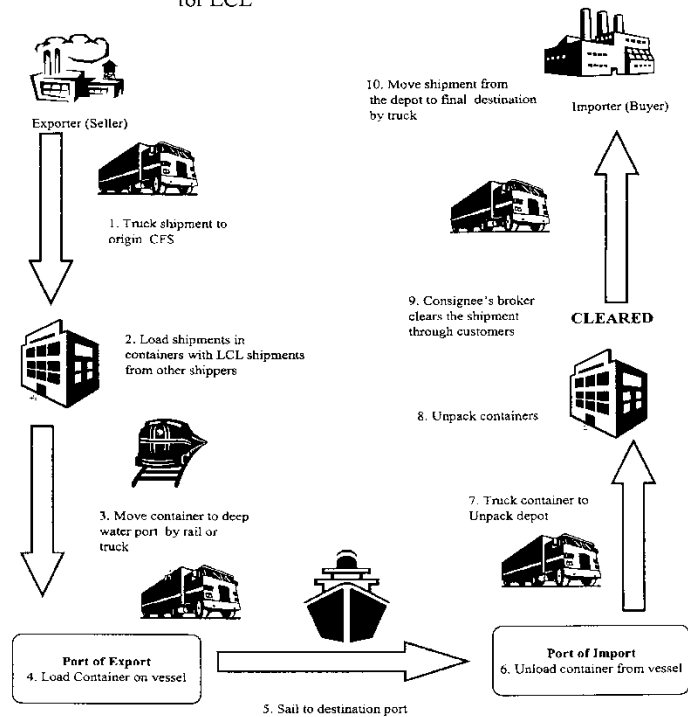 for LCL
Exporter (Seller)
1. Truck shipment to
origin CFS
2. Load shipments in
containers with LCL shipments
from other shippers
3. Move container to deep
water port by rail or
truck
Port of Export
4. Load Container on vessel
5. Sail to destination port
Port of Import
6. Unload container from vessel
7. Truck container to
Unpack depot
8. Unpack containers
9. Consignee's broker
clears the shipment
through customers
CLEARED
10. Move shipment from
the depot to final destination
by truck
Importer (Buyer)